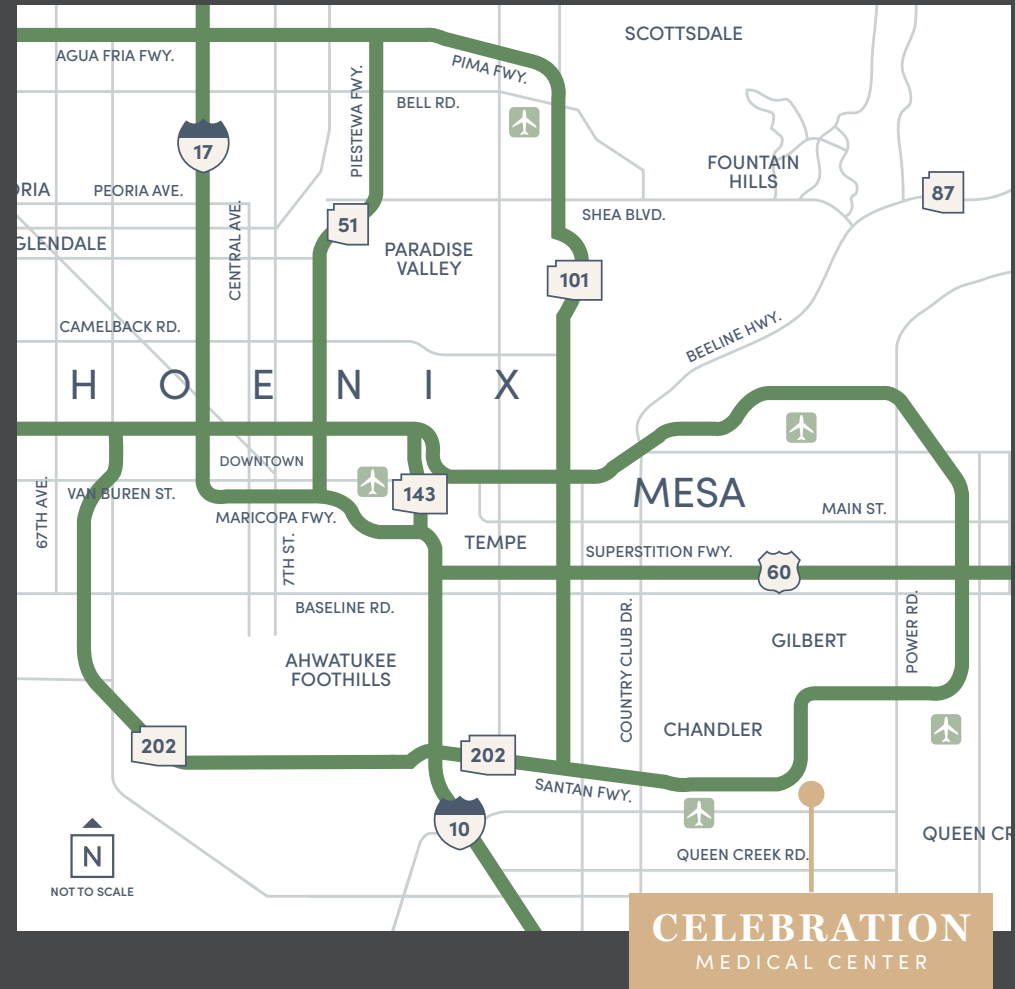 SCOTTSDALE
AGUA FRIA FWY.
PIMA FWY.
PIESTEWA FWY.
BELL RD.
17
FOUNTAIN
HILLS
ORIA
PEORIA AVE.
87
51
SHEA BLVD.
CENTRAL AVE.
GLENDALE
PARADISE
VALLEY
101
CAMELBACK RD.
BEELINE HWY.
H O E N I X
DOWNTOWN
67TH AVE.
VAN BUREN ST.
143
MESA
MARICOPA FWY.
MAIN ST.
7TH ST.
TEMPE
SUPERSTITION FWY.
60
BASELINE RD.
COUNTRY CLUB DR.
POWER RD.
GILBERT
AHWATUKEE
FOOTHILLS
CHANDLER
202
202
SANTAN FWY.
10
N
NOT TO SCALE
QUEEN CR
QUEEN CREEK RD.
CELEBRATION
MEDICAL CENTER